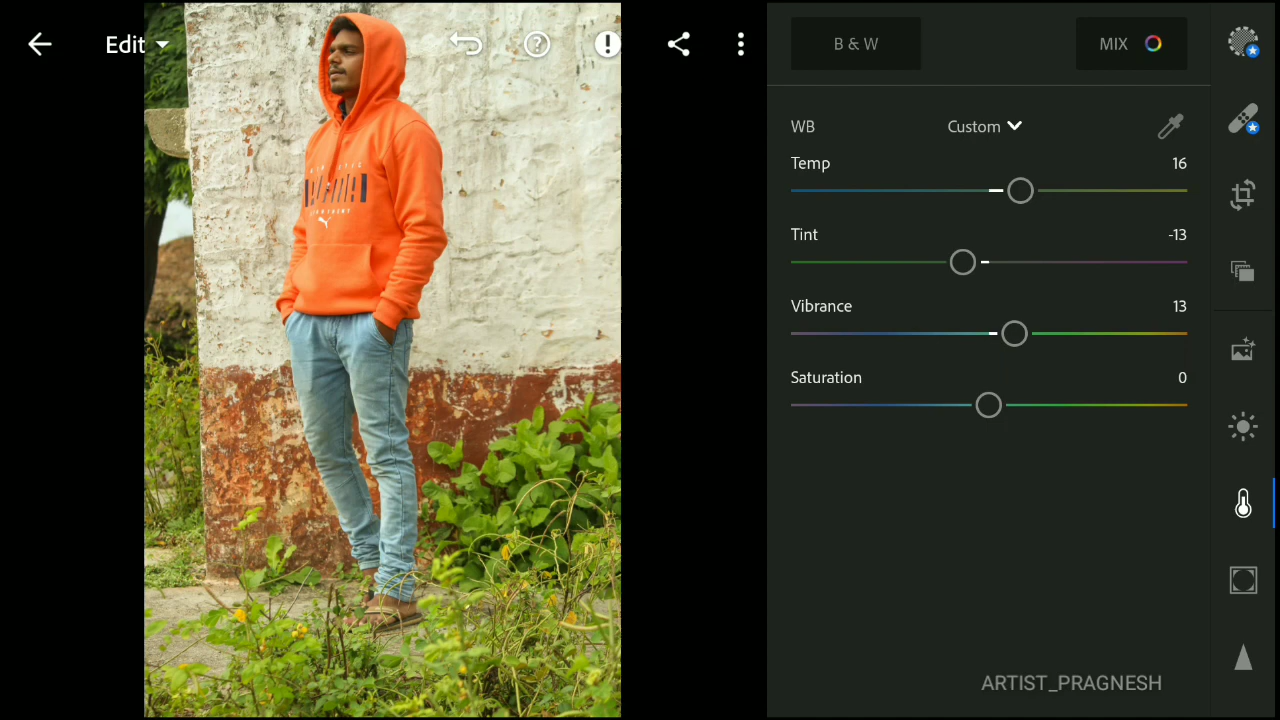 Edit
B & W
MIX
WB
Custom
Temp
16
Tint
-13
Vibrance
13
Saturation
0
ARTIST_PRAGNESH